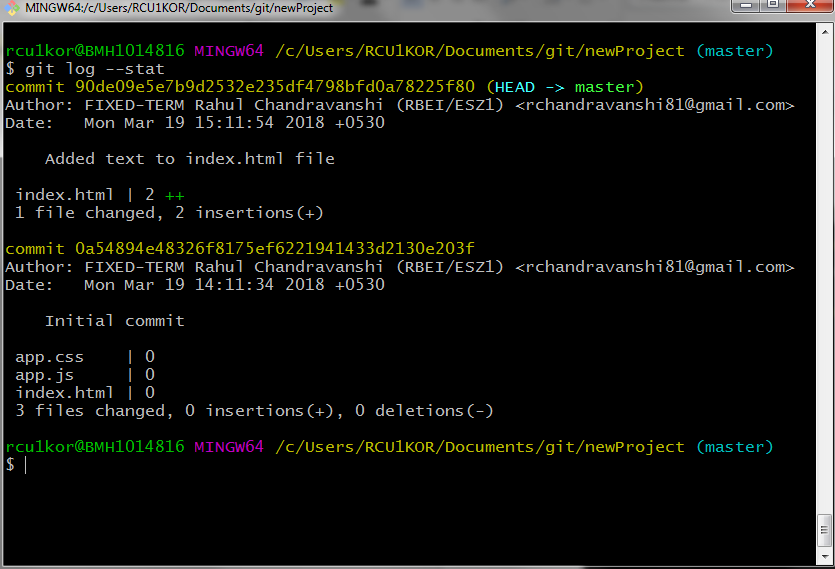 MINGW64:/c/Users/RCU1KOR/Documents/git/newProject
rcu1kor@BMH1014816 MINGW64 /c/Users/RCU1KOR/Documents/git/newProject (master)
$ git log --stat
commit 90de09e5e7b9d2532e235df4798bfd0a78225f80 (HEAD -> master)
Author: FIXED-TERM Rahul Chandravanshi (RBEI/ESZ1) <rchandravanshi81@gmail.com>
Date:   Mon Mar 19 15:11:54 2018 +0530
    Added text to index.html file
 index.html | 2 ++
 1 file changed, 2 insertions(+)
commit 0a54894e48326f8175ef6221941433d2130e203f
Author: FIXED-TERM Rahul Chandravanshi (RBEI/ESZ1) <rchandravanshi81@gmail.com>
Date:   Mon Mar 19 14:11:34 2018 +0530
    Initial commit
 app.css    | 0
 app.js     | 0
 index.html | 0
 3 files changed, 0 insertions(+), 0 deletions(-)
rcu1kor@BMH1014816 MINGW64 /c/Users/RCU1KOR/Documents/git/newProject (master)
$